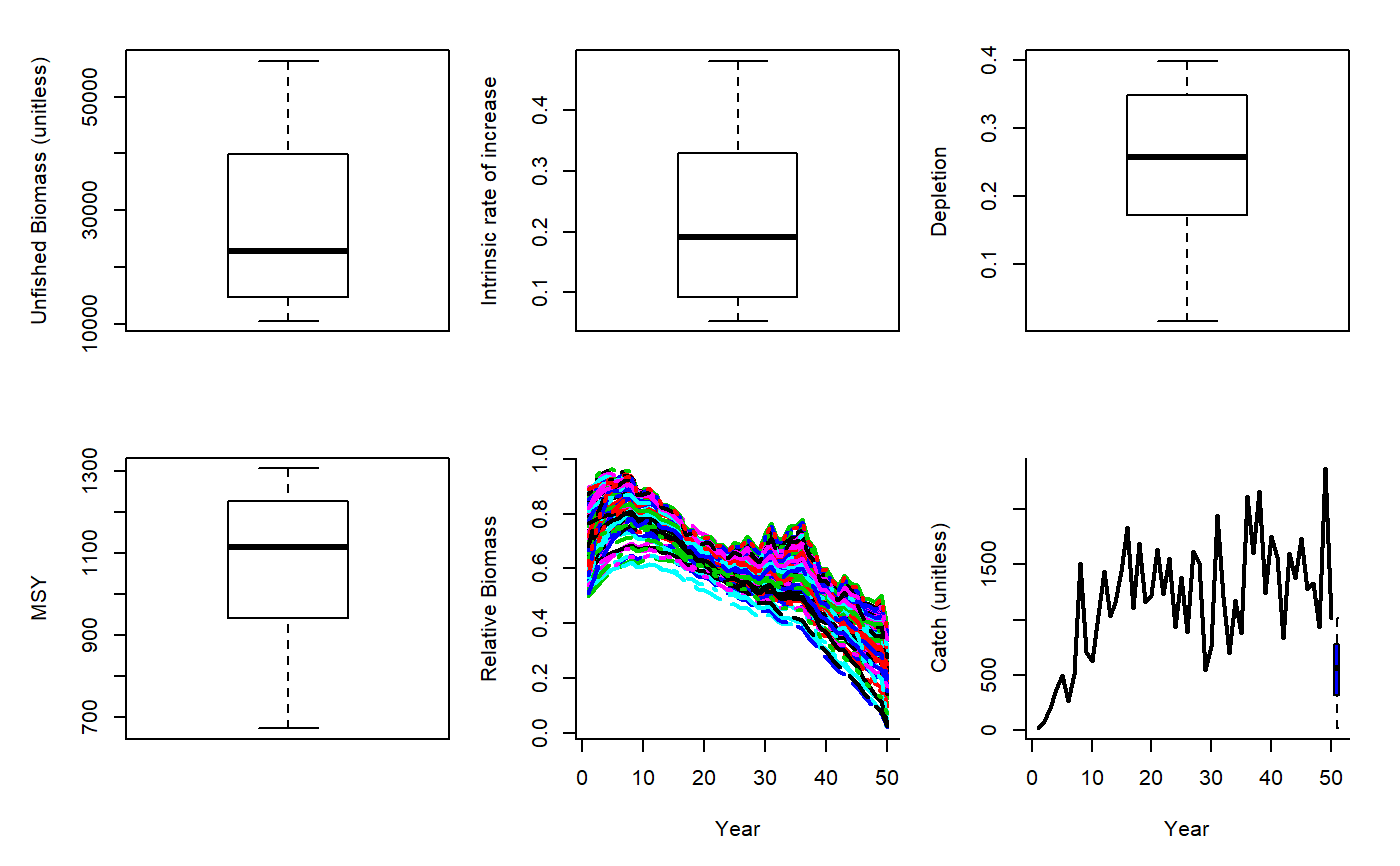 Unfished Biomass (unitless)
50000
30000
10000
Intrinsic rate of increase
0.4
0.3
0.2
0.1
Depletion
0.4
0.3
0.2
0.1
MSY
1300
1100
900
700
Relative Biomass
1.0
0.8
0.6
0.4
0.2
0.0
0 10 20 30 40 50
Year
Catch (unitless)
1500
500
0
0 10 20 30 40 50
Year